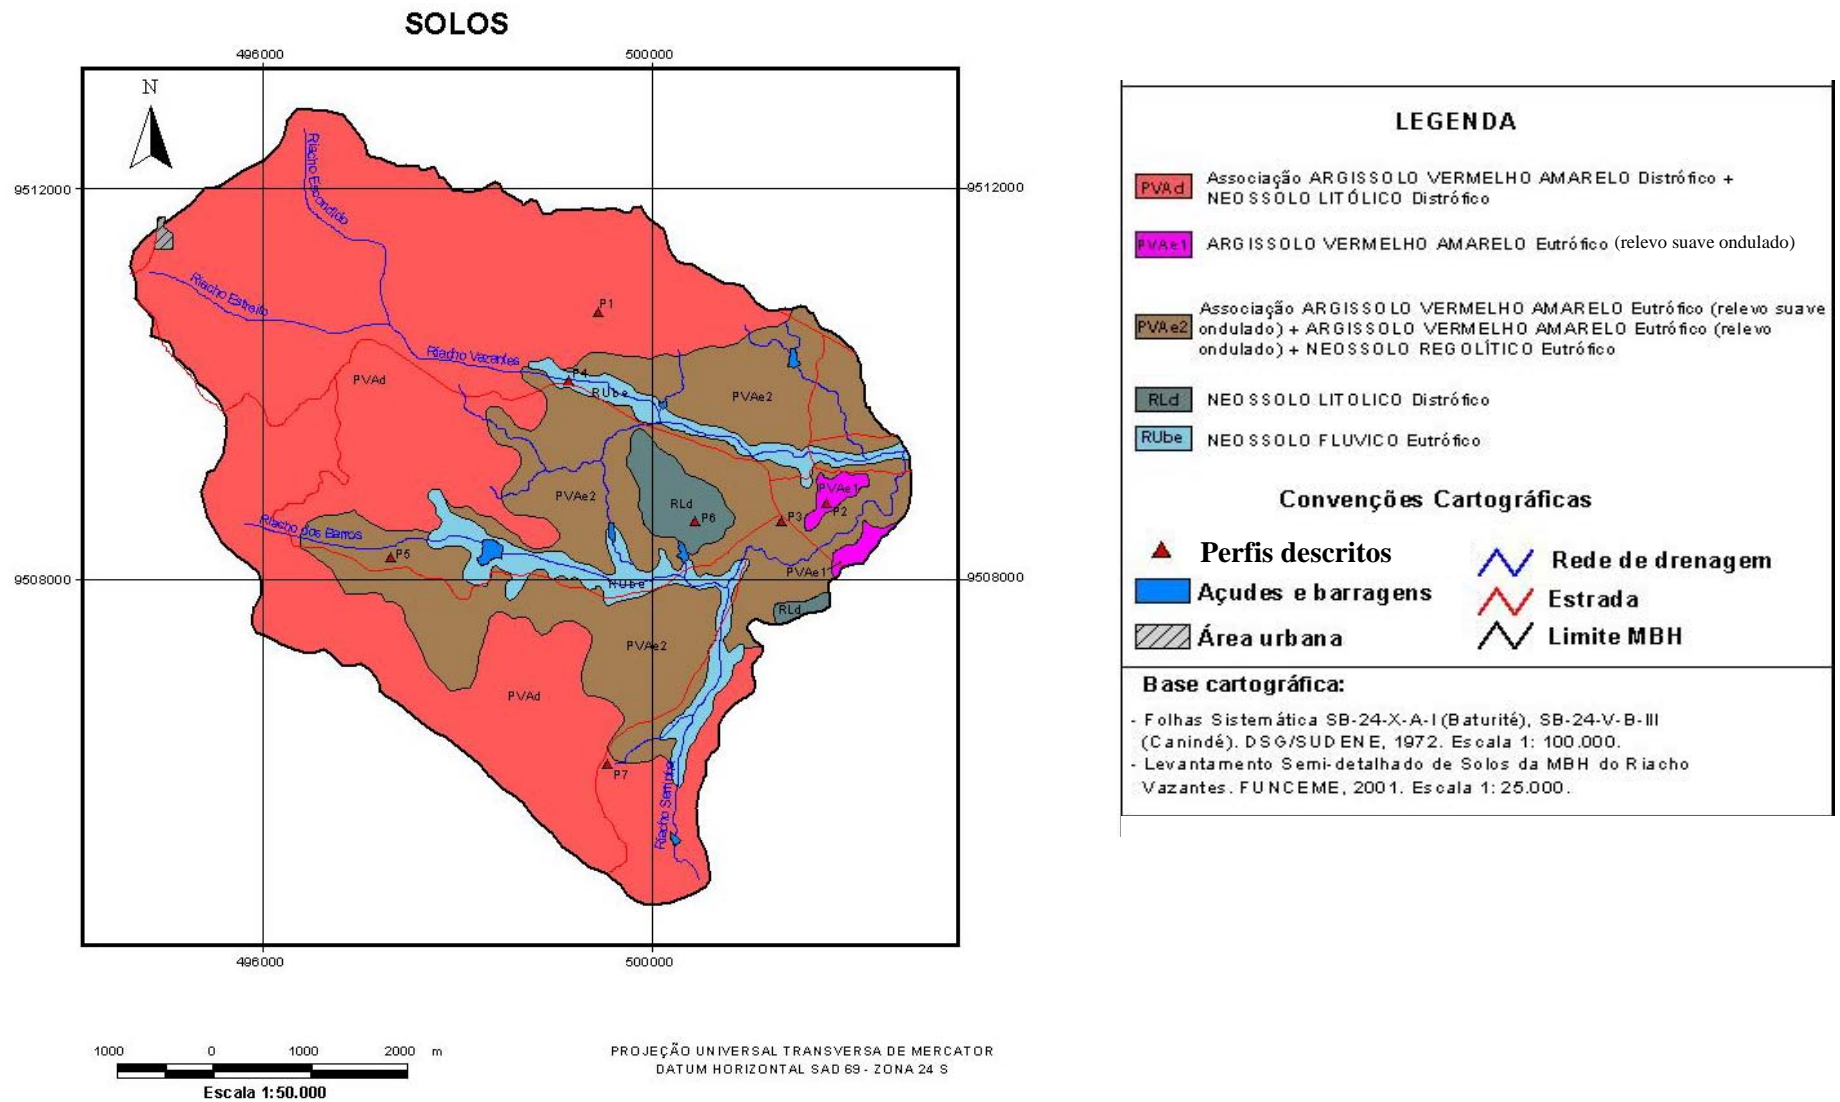 SOLOS
496000
500000
N
9512000
9512000
Riacho Escondido
Riacho Estreito
P1
Riacho Vazantes
P4
PVAd
RUbe
PVAe2
PVAe2
PVAe1
RLd
P6
P3
P2
Riacho dos Barros
P5
9508000
RUbe
PVAe1
9508000
RLd
PVAe2
PVAd
P7
496000
500000
1000 0 1000 2000 m
Escala 1:50.000
PROJEÇÃO UNIVERSAL TRANSVERSA DE MERCATOR
DATUM HORIZONTAL SAD 69 - ZONA 24 S
LEGENDA
PVAd Associação ARGISSOLO VERMELHO AMARELO Distrófico +
NEOSSOLO LITÓLICO Distrófico
PVAe1 ARGISSOLO VERMELHO AMARELO Eutrófico (relevo suave ondulado)
Associação ARGISSOLO VERMELHO AMARELO Eutrófico (relevo suave
PVAe2 ondulado) + ARGISSOLO VERMELHO AMARELO Eutrófico (relevo
ondulado) + NEOSSOLO REGOLÍTICO Eutrófico
RLd NEOSSOLO LITOLICO Distrófico
RUbe NEOSSOLO FLUVICO Eutrófico
Convenções Cartográficas
Perfis descritos
Rede de drenagem
Açudes e barragens
Estrada
Área urbana
Limite MBH
Base cartográfica:
- Folhas Sistemática SB-24-X-A-I (Baturité), SB-24-V-B-III
(Canindé). DSG/SUDENE, 1972. Escala 1: 100.000.
- Levantamento Semi-detalhado de Solos da MBH do Riacho
Vazantes. FUNCEME, 2001. Escala 1: 25.000.